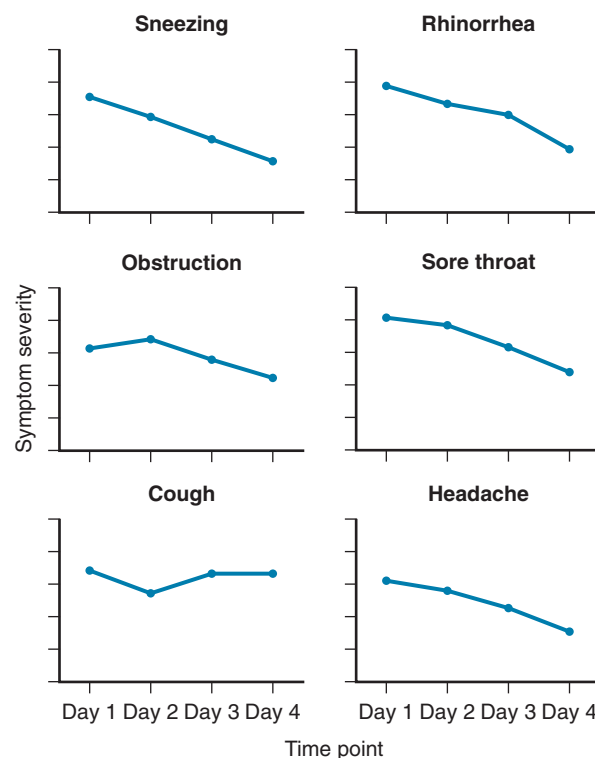 Sneezing
Rhinorrhea
Obstruction
Sore throat
Symptom severity
Cough
Headache
Day 1 Day 2 Day 3 Day 4
Day 1 Day 2 Day 3 Day 4
Time point